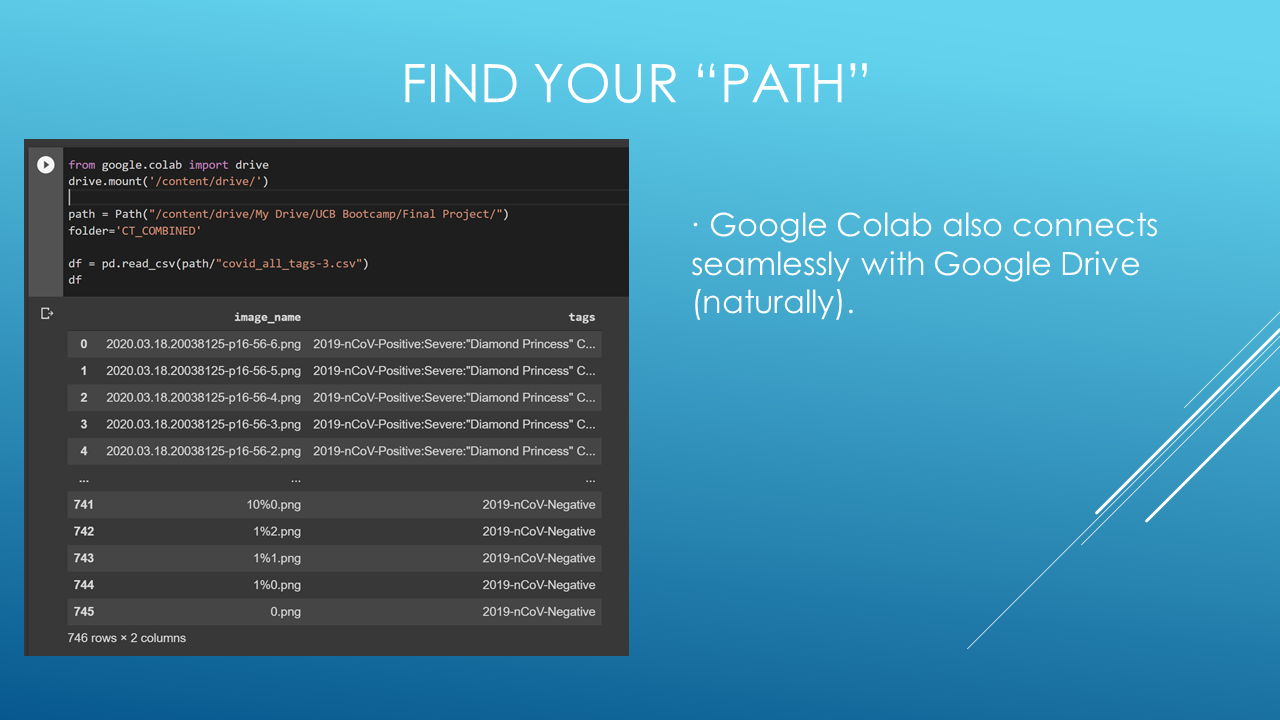 FIND YOUR “PATH”
from google.colab import drive
drive.mount('/content/drive/')
path = Path("/content/drive/My Drive/UCB Bootcamp/Final Project/")
folder='CT_COMBINED'
df = pd.read_csv(path/"covid_all_tags-3.csv")
df
image_name tags
0 2020.03.18.20038125-p16-56-6.png 2019-nCoV-Positive:Severe:"Diamond Princess" C...
1 2020.03.18.20038125-p16-56-5.png 2019-nCoV-Positive:Severe:"Diamond Princess" C...
2 2020.03.18.20038125-p16-56-4.png 2019-nCoV-Positive:Severe:"Diamond Princess" C...
3 2020.03.18.20038125-p16-56-3.png 2019-nCoV-Positive:Severe:"Diamond Princess" C...
4 2020.03.18.20038125-p16-56-2.png 2019-nCoV-Positive:Severe:"Diamond Princess" C...
... ... ...
741 10%0.png 2019-nCoV-Negative
742 1%2.png 2019-nCoV-Negative
743 1%1.png 2019-nCoV-Negative
744 1%0.png 2019-nCoV-Negative
745 0.png 2019-nCoV-Negative
746 rows × 2 columns
· Google Colab also connects
seamlessly with Google Drive
(naturally).